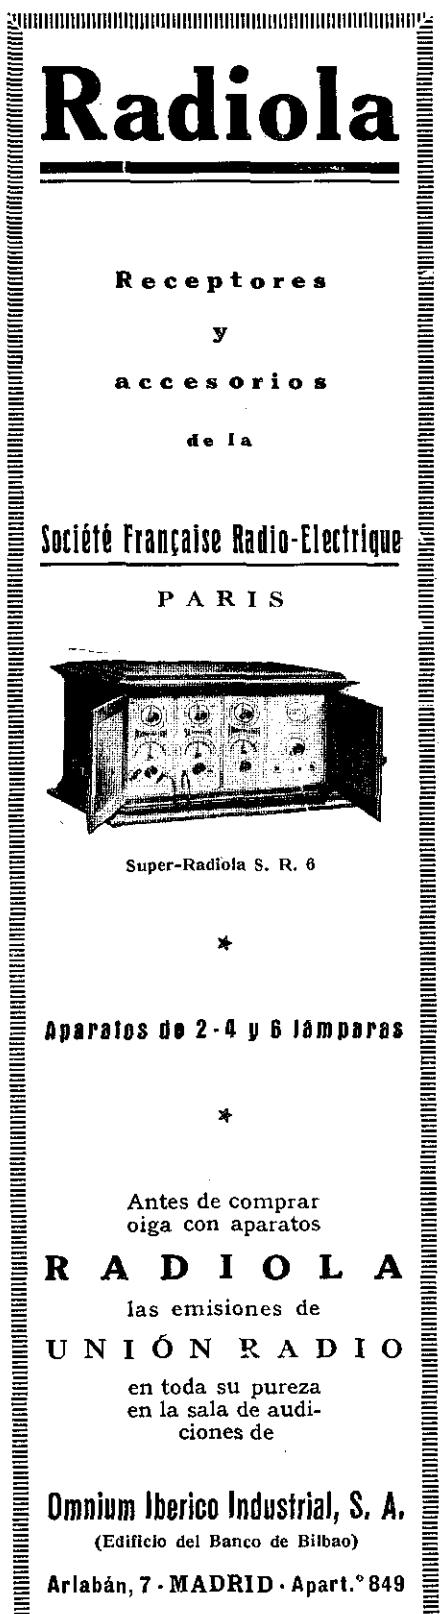 Radiola
Receptores
y
accesorios
de la
Société Française Radio-Electrique
PARIS
Super-Radiola S. R. 6
Aparatos de 2-4 y 6 lámparas
Antes de comprar
oiga con aparatos
RADIOLA
las emisiones de
UNIÓN RADIO
en toda su pureza
en la sala de audi-
ciones de
Omnium Iberico Industrial, S. A.
(Edificio del Banco de Bilbao)
Arlabán, 7 - MADRID - Apart.º 849